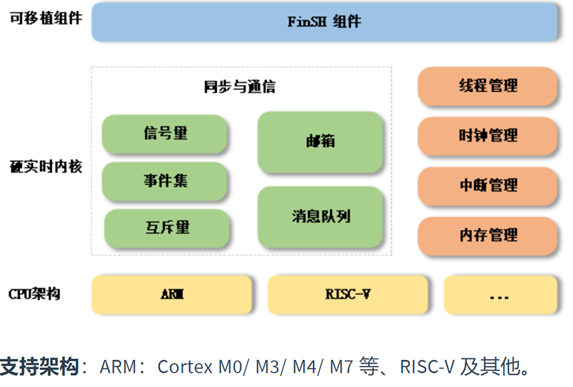 可移植组件
FinSH 组件
硬实时内核
同步与通信
信号量
事件集
互斥量
邮箱
消息队列
线程管理
时钟管理
中断管理
内存管理
CPU架构
ARM
RISC-V
...
支持架构：ARM：Cortex M0/ M3/ M4/ M7 等、RISC-V 及其他。